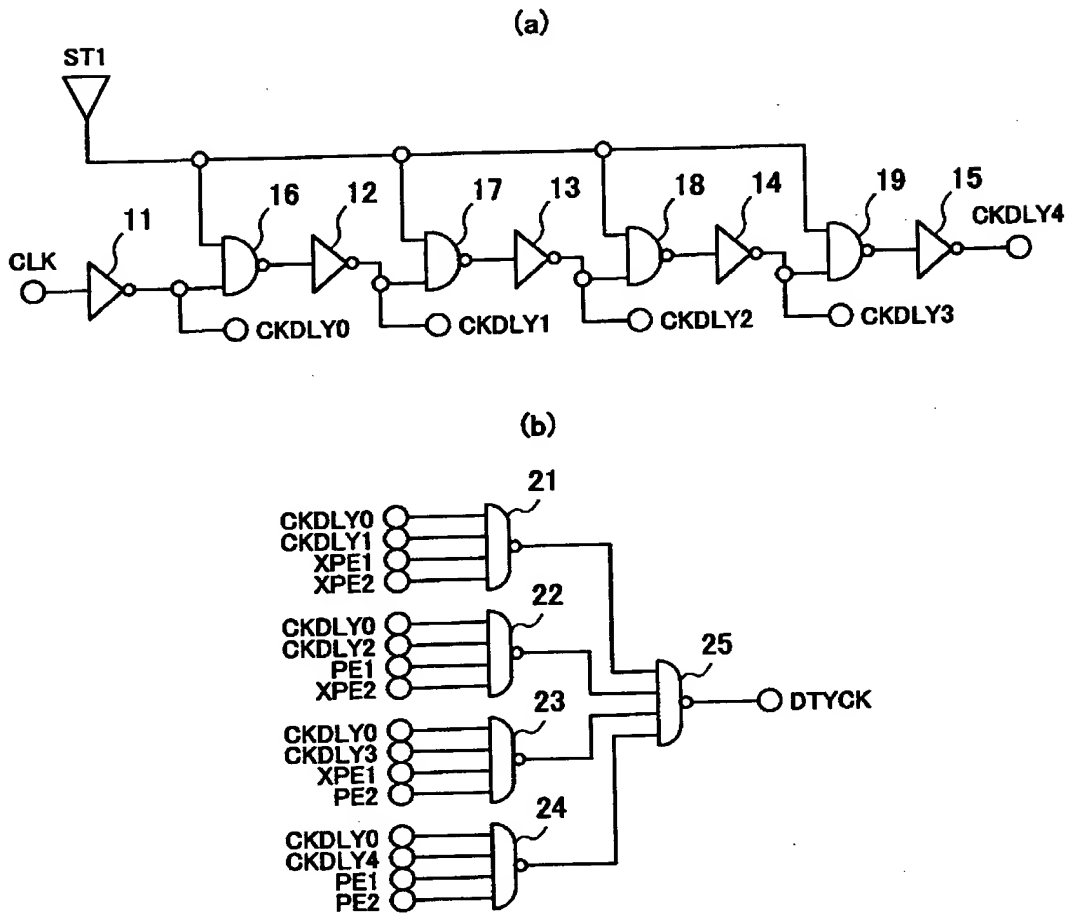 (a)
ST1
16
12
17
13
18
14
19
15
11
CKDLY4
CLK
CKDLY0
CKDLY1
CKDLY2
CKDLY3
(b)
21
CKDLY0
CKDLY1
XPE1
XPE2
22
CKDLY0
CKDLY2
PE1
XPE2
25
DTYCK
23
CKDLY0
CKDLY3
XPE1
PE2
24
CKDLY0
CKDLY4
PE1
PE2